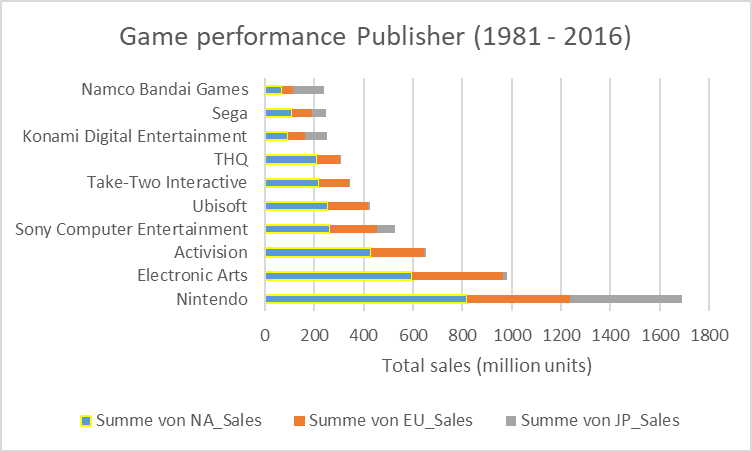 Game performance Publisher (1981 - 2016)
Namco Bandai Games
Sega
Konami Digital Entertainment
THQ
Take-Two Interactive
Ubisoft
Sony Computer Entertainment
Activision
Electronic Arts
Nintendo
0 200 400 600 800 1000 1200 1400 1600 1800
Total sales (million units)
Summe von NA_Sales Summe von EU_Sales Summe von JP_Sales